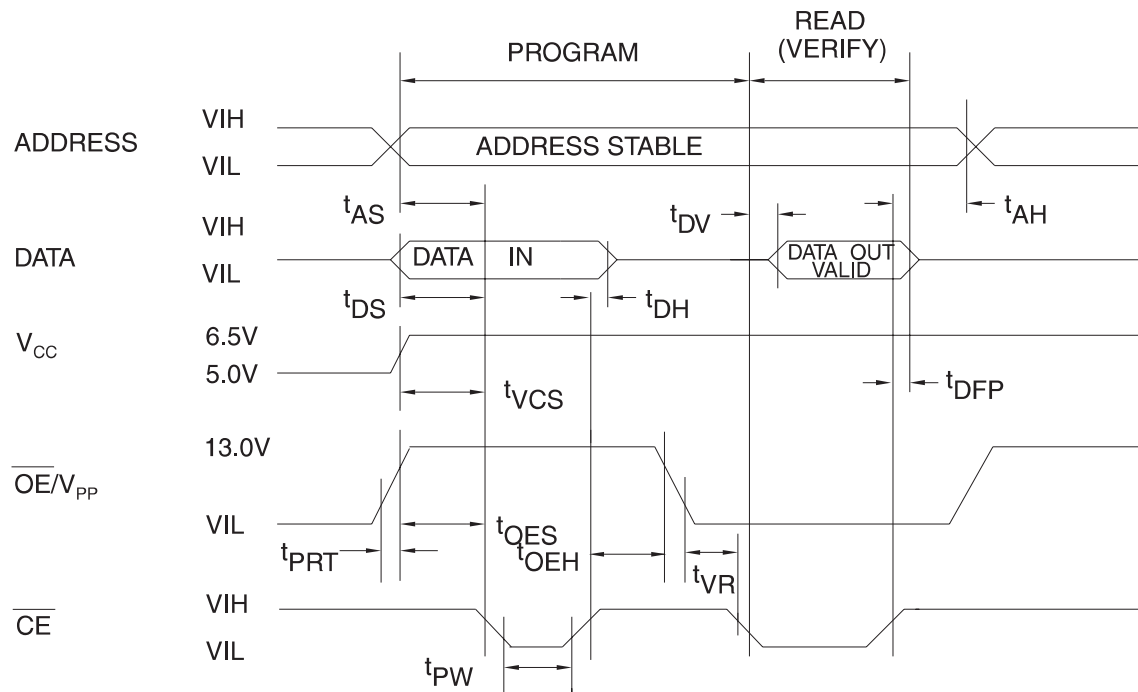 READ
(VERIFY)
PROGRAM
ADDRESS
VIH
VIL
ADDRESS STABLE
tAS
tDV
tAH
DATA
VIH
VIL
DATA IN
DATA OUT
VALID
tDS
tDH
VCC
6.5V
5.0V
tVCS
tDFP
OE/VPP
13.0V
VIL
tPRT
tOES
tOEH
tVR
CE
VIH
VIL
tPW